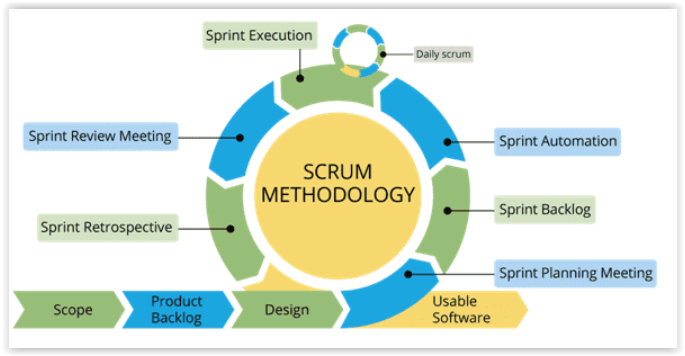 Sprint Execution
Daily scrum
Sprint Review Meeting
Sprint Automation
SCRUM
METHODOLOGY
Sprint Backlog
Sprint Retrospective
Sprint Planning Meeting
Scope
Product
Backlog
Design
Usable
Software